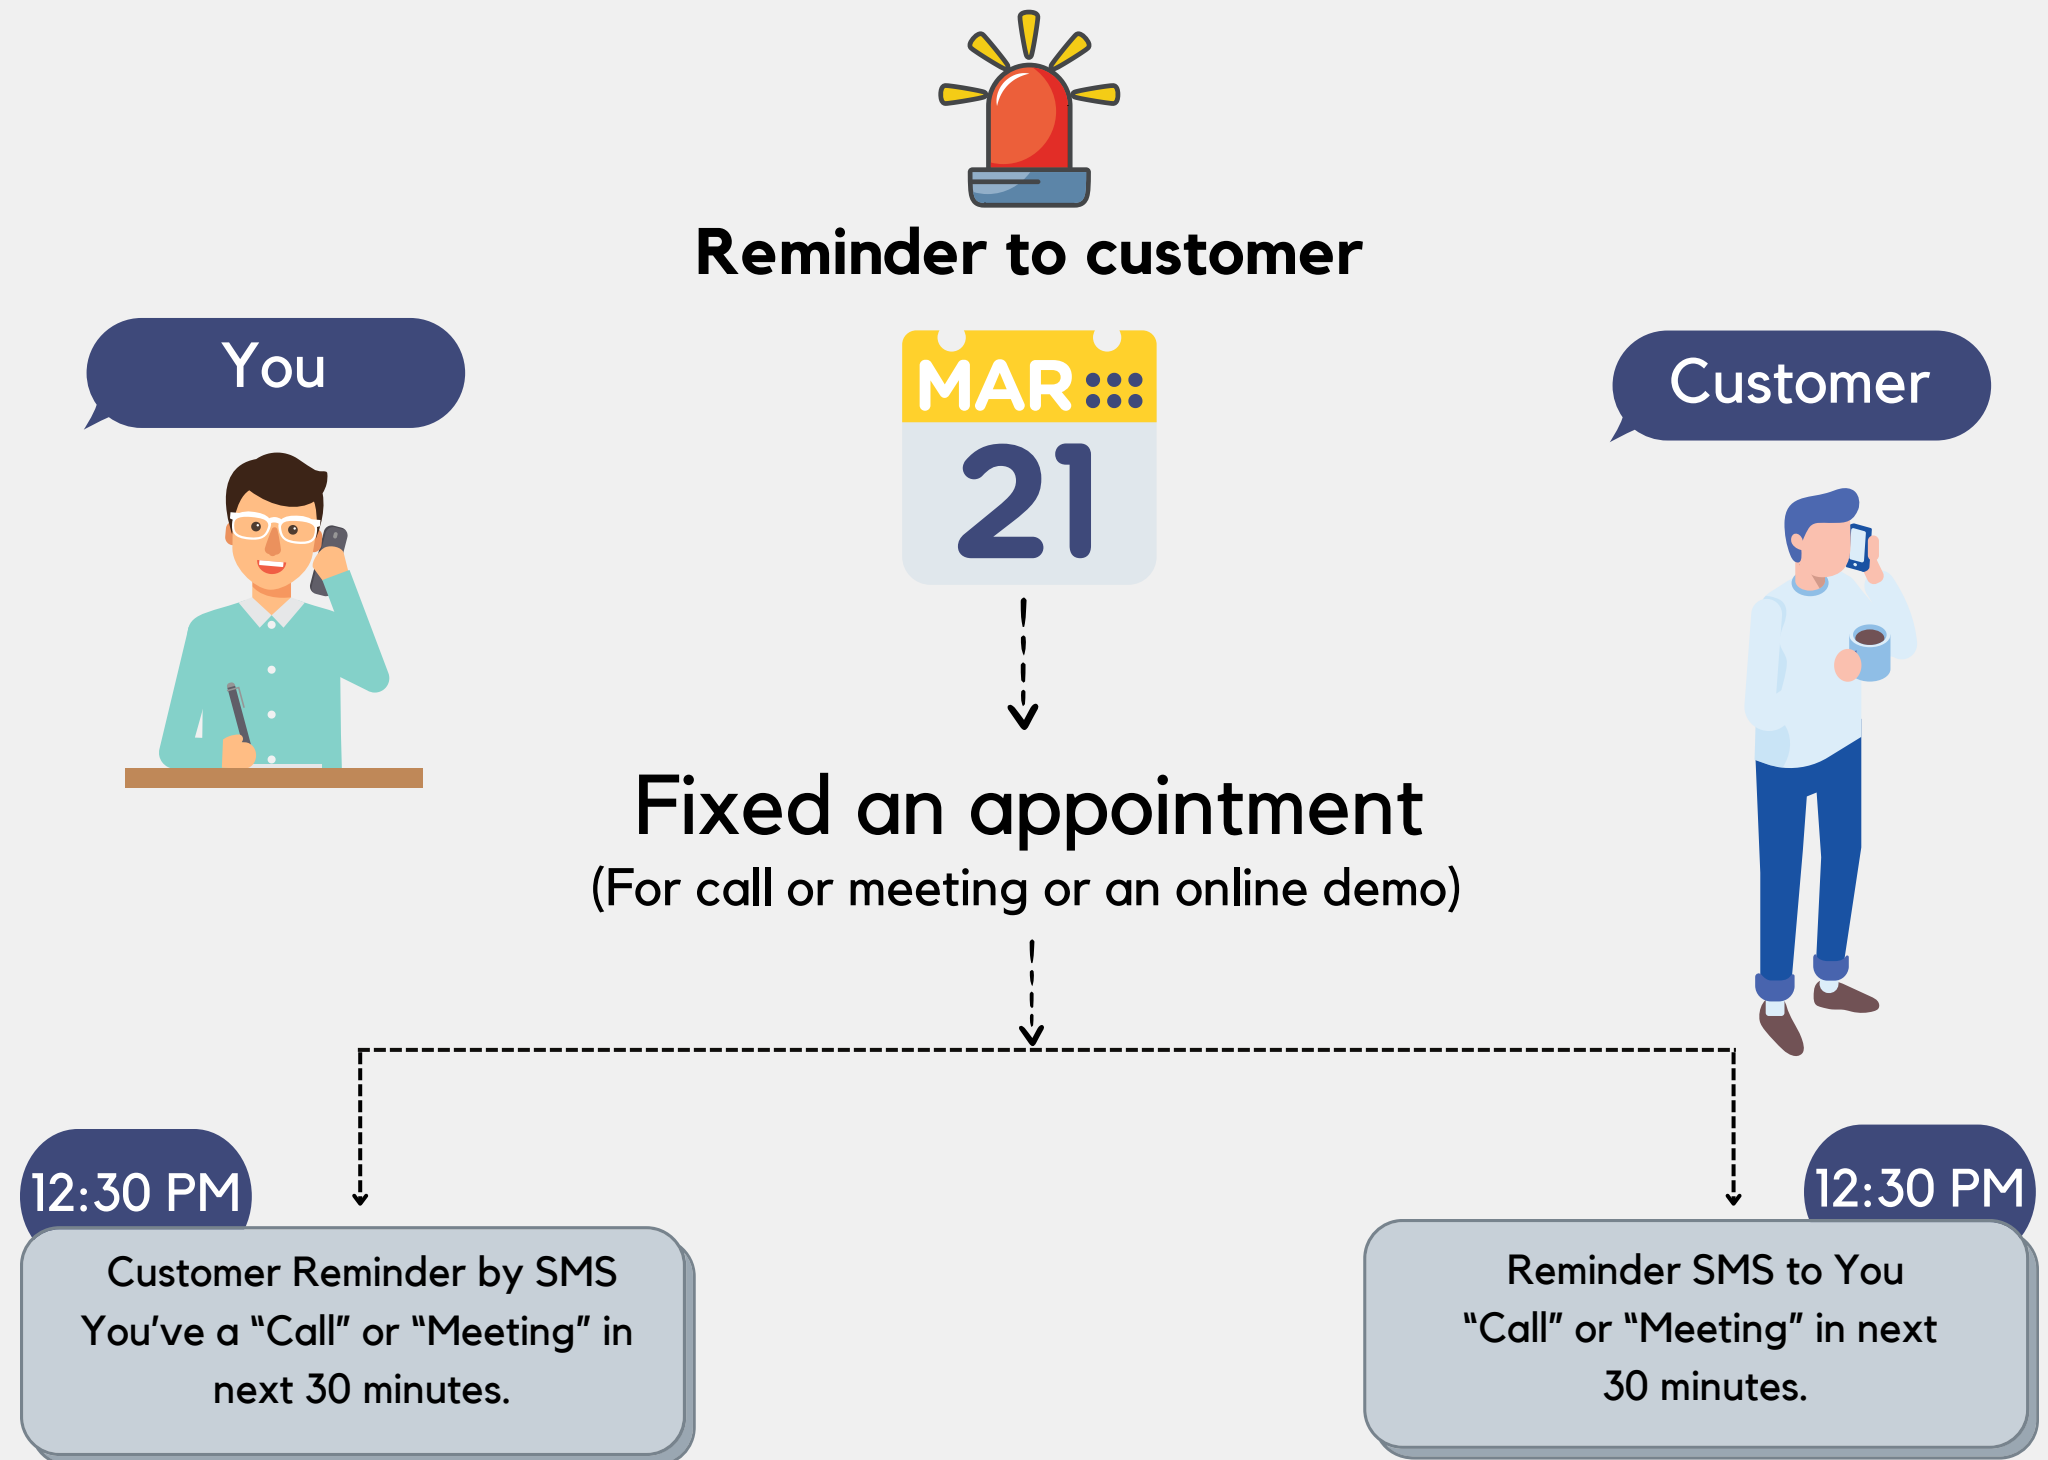 Reminder to customer
You
MAR
21
Customer
Fixed an appointment
(For call or meeting or an online demo)
12:30 PM
Customer Reminder by SMS
You've a “Call” or “Meeting” in
next 30 minutes.
12:30 PM
Reminder SMS to You
“Call” or “Meeting” in next
30 minutes.